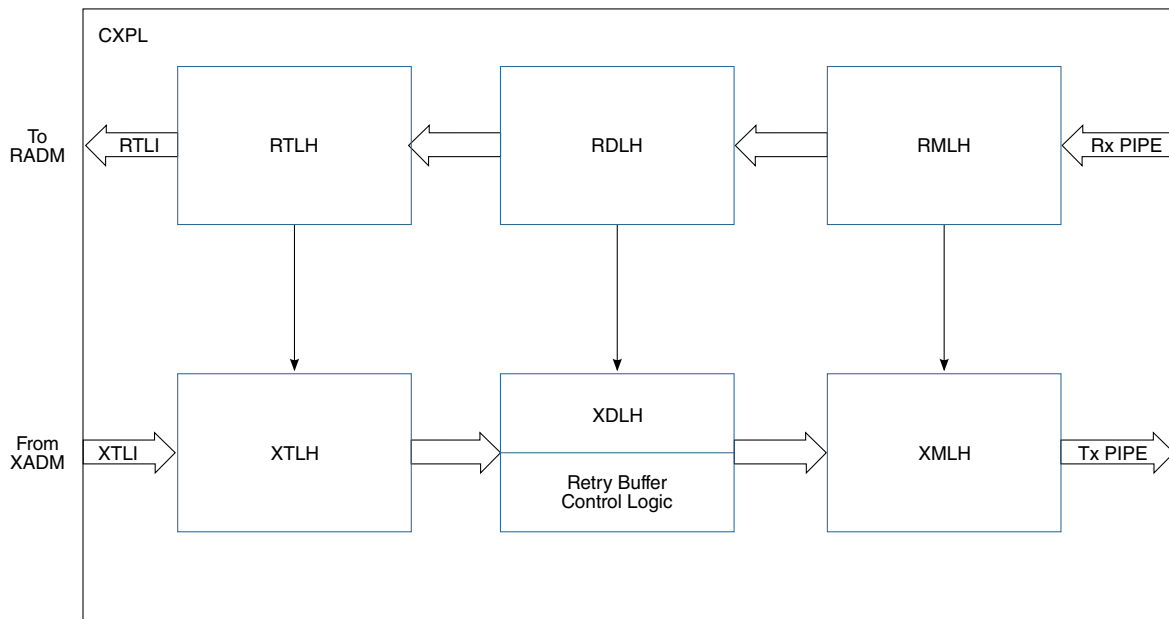 CXPL
To
RADM
RTLI
RTLH
RDLH
RMLH
Rx PIPE
From
XADM
XTLI
XTLH
XDLH
Retry Buffer
Control Logic
XMLH
Tx PIPE